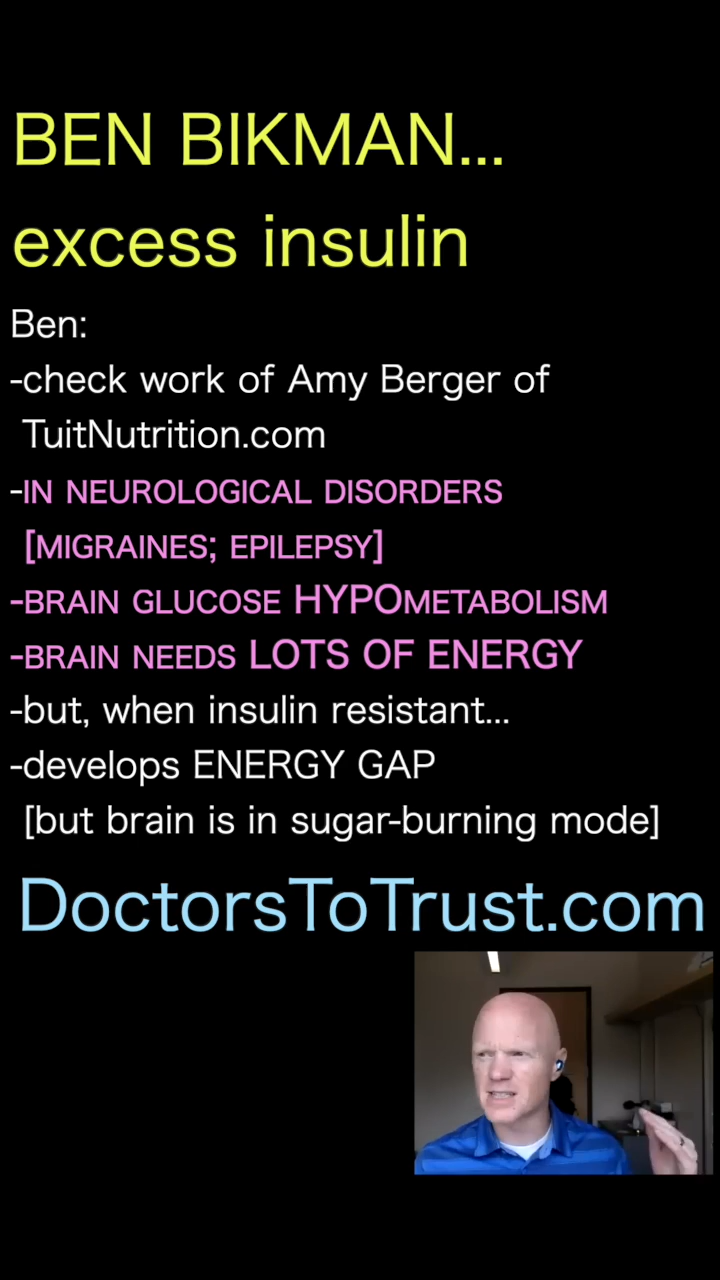 BEN BIKMAN...
excess insulin
Ben:
-check work of Amy Berger of
TuitNutrition.com
-IN NEUROLOGICAL DISORDERS
[MIGRAINES; EPILEPSY]
-BRAIN GLUCOSE HYPOMETABOLISM
-BRAIN NEEDS LOTS OF ENERGY
-but, when insulin resistant...
-develops ENERGY GAP
[but brain is in sugar-burning mode]
DoctorsToTrust.com